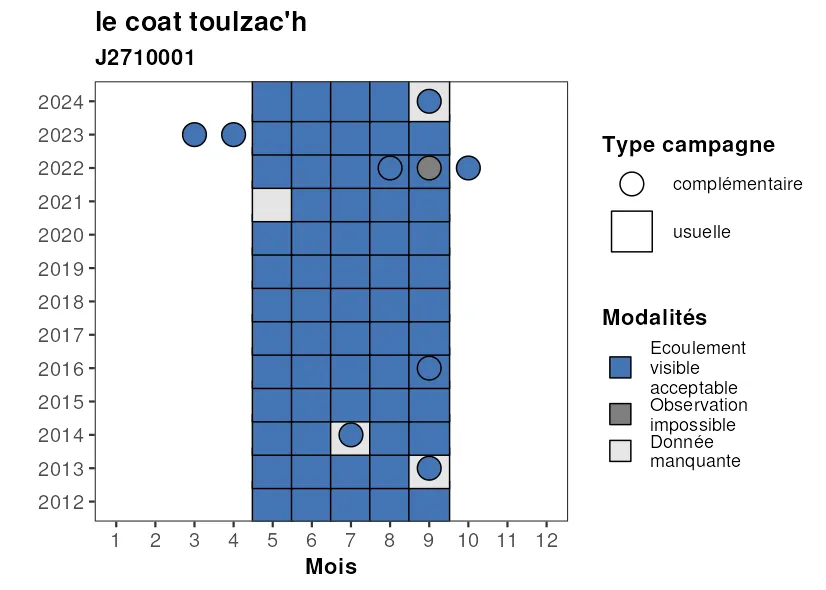 le coat toulzac'h
J2710001
2024
2023
2022
2021
2020
2019
2018
2017
2016
2015
2014
2013
2012
1 2 3 4 5 6 7 8 9 10 11 12
Mois
Type campagne
complémentaire
usuelle
Modalités
Ecoulement
visible
acceptable
Observation
impossible
Donnée
manquante